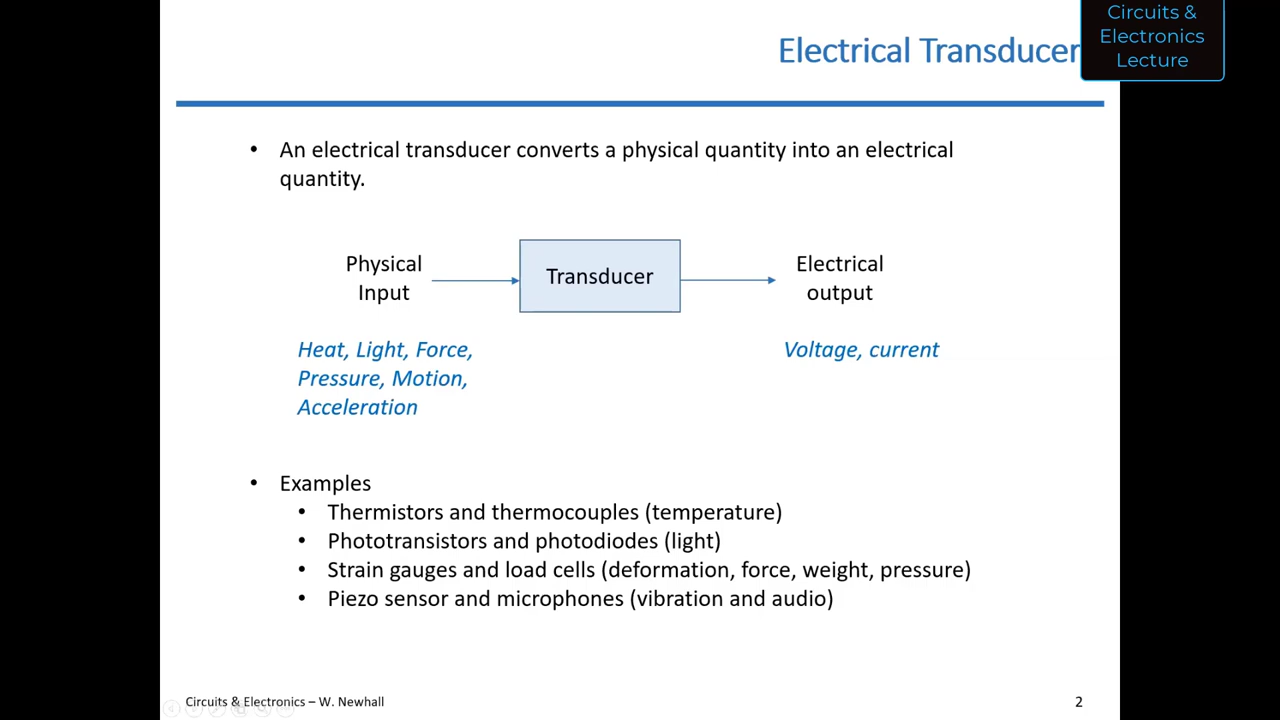 Circuits &
Electronics
Lecture
Electrical Transducer
• An electrical transducer converts a physical quantity into an electrical
quantity.
Physical
Input
Transducer
Electrical
output
Heat, Light, Force,
Pressure, Motion,
Acceleration
Voltage, current
• Examples
• Thermistors and thermocouples (temperature)
• Phototransistors and photodiodes (light)
• Strain gauges and load cells (deformation, force, weight, pressure)
• Piezo sensor and microphones (vibration and audio)
Circuits & Electronics – W. Newhall
2